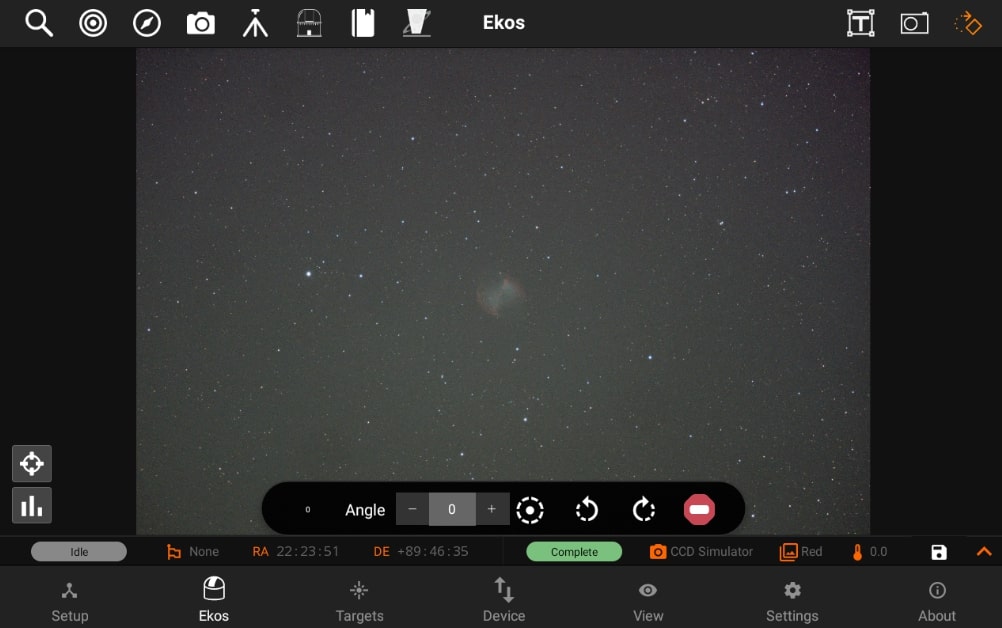 Ekos
T
0 Angle − 0 +
Idle None RA 22:23:51 DE +89:46:35 Complete CCD Simulator Red 0.0
Setup Ekos Targets Device View Settings About